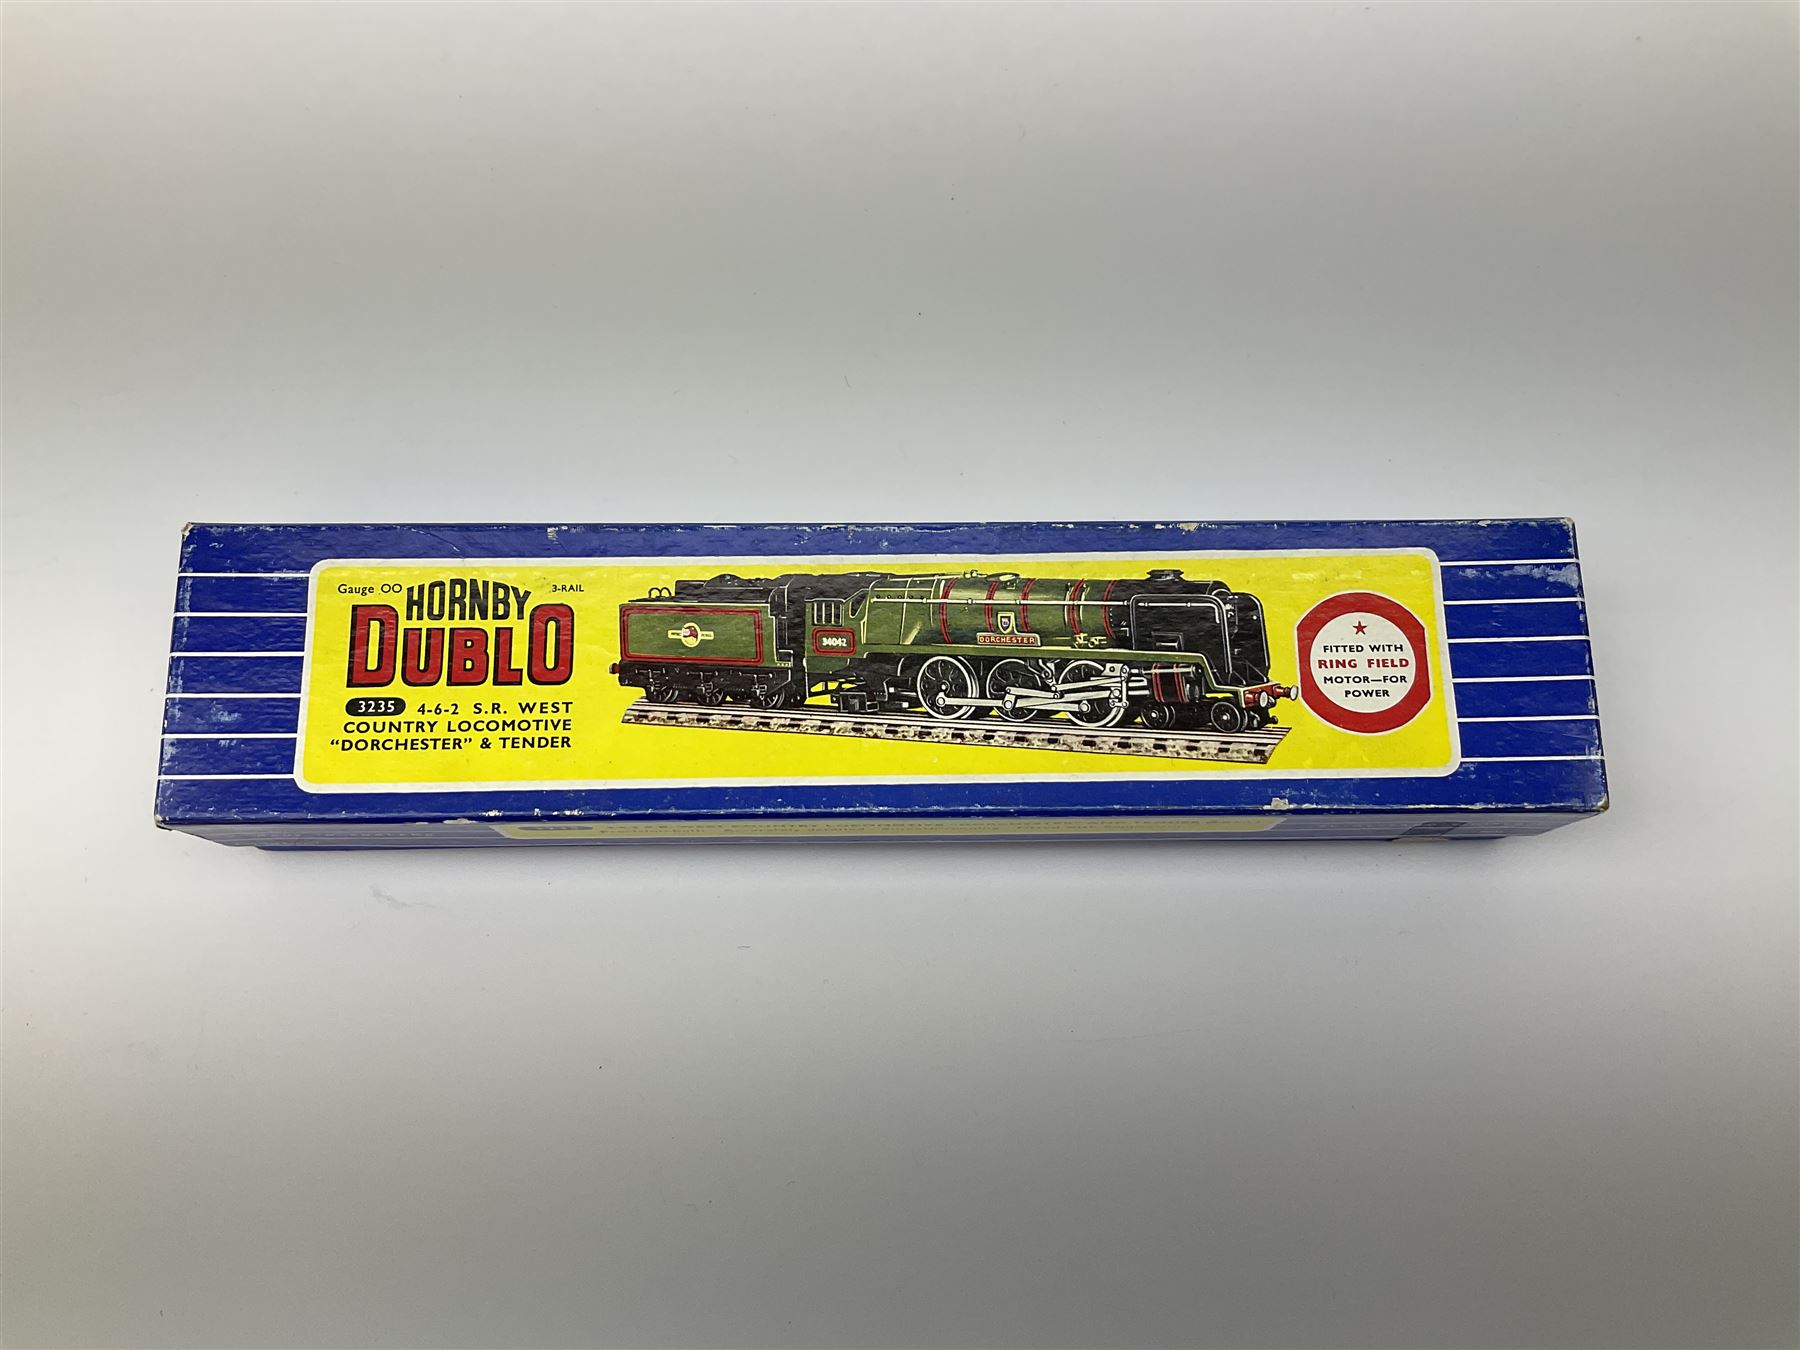 Gauge OO
HORNBY
3-RAIL
DUBLO
3235 4-6-2 S.R. WEST
COUNTRY LOCOMOTIVE
"DORCHESTER" & TENDER
34042
DORCHESTER
FITTED WITH
RING FIELD
MOTOR—FOR
POWER